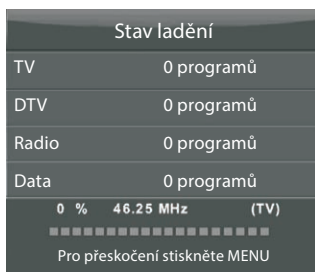 Stav ladění
TV 0 programů
DTV 0 programů
Radio 0 programů
Data 0 programů
0 % 46.25 MHz (TV)
Pro přeskočení stiskněte MENU